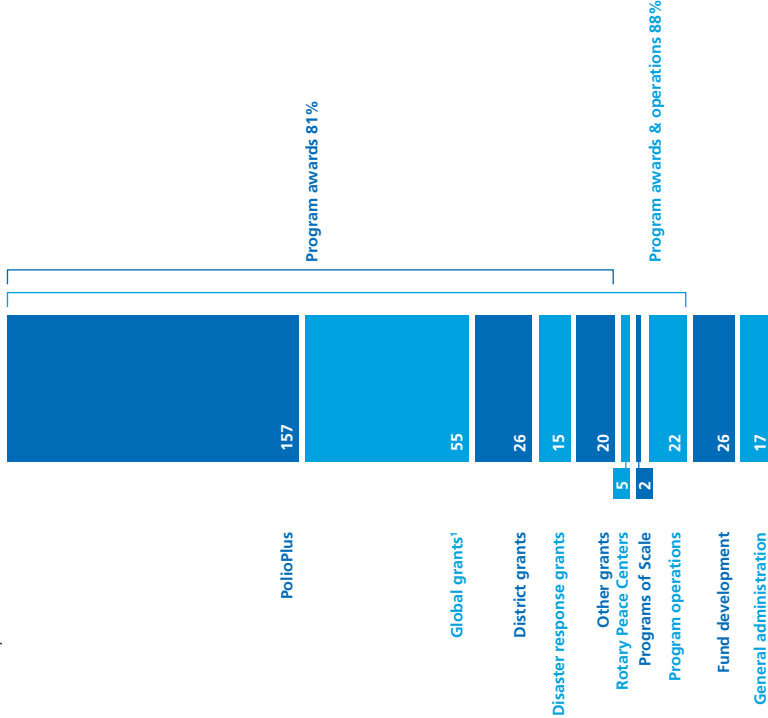 Program awards 81%
Program awards & operations 88%
157
55
26
15
20
5
2
22
26
17
PolioPlus
Global grants¹
District grants
Disaster response grants
Other grants
Rotary Peace Centers
Programs of Scale
Program operations
Fund development
General administration